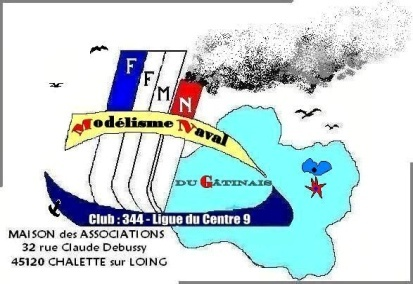 F F M N
Modélisme Naval
DU GÂTINAIS
Club : 344 - Ligue du Centre 9
MAISON des ASSOCIATIONS
32 rue Claude Debussy
45120 CHALETTE sur LOING